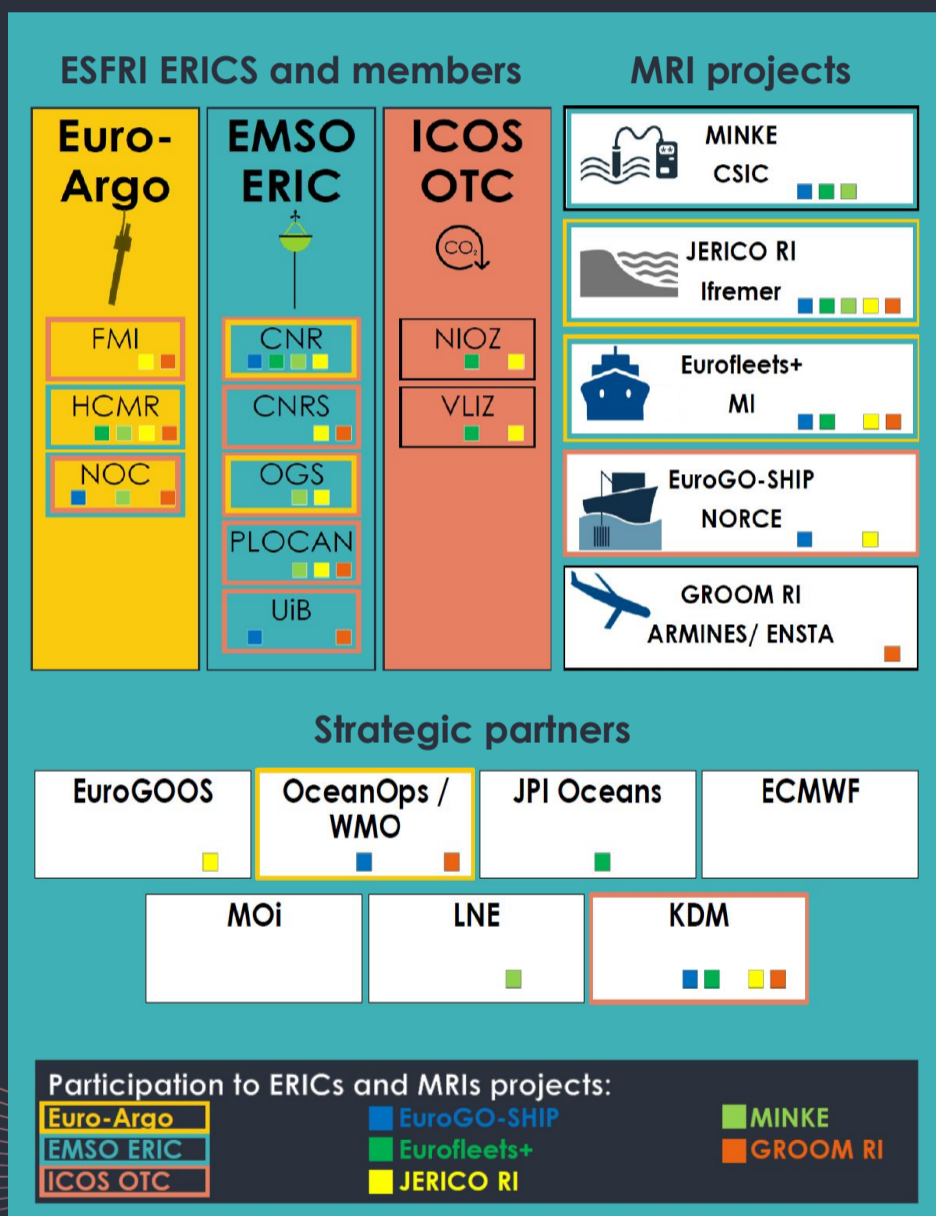 ESFRI ERICS and members
MRI projects
Euro-
Argo
EMSO
ERIC
ICOS
OTC
CO2
FMI
HCMR
NOC
CNR
CNRS
OGS
PLOCAN
UiB
NIOZ
VLIZ
MINKE
CSIC
JERICO RI
Ifremer
Eurofleets+
MI
EuroGO-SHIP
NORCE
GROOM RI
ARMINES/ ENSTA
Strategic partners
EuroGOOS
OceanOps /
WMO
JPI Oceans
ECMWF
MOi
LNE
KDM
Participation to ERICs and MRIs projects:
Euro-Argo
EMSO ERIC
ICOS OTC
EuroGO-SHIP
Eurofleets+
JERICO RI
MINKE
GROOM RI